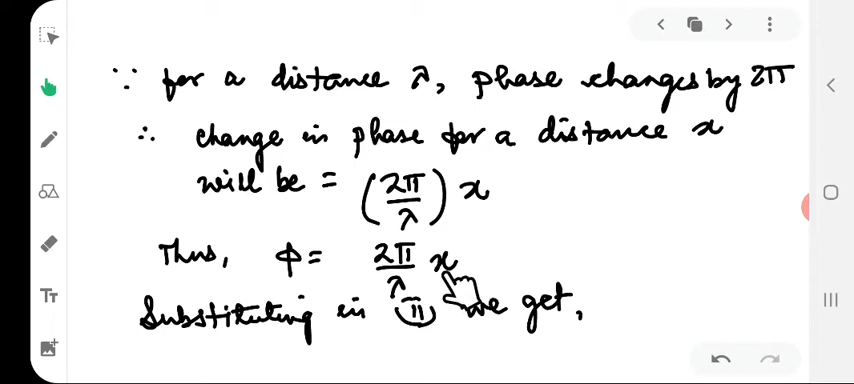 ∵ for a distance λ, phase changes by 2π
∴ change in phase for a distance x
will be = (2π/λ) x
Thus, φ = 2π/λ x
Substituting in (ii) we get,